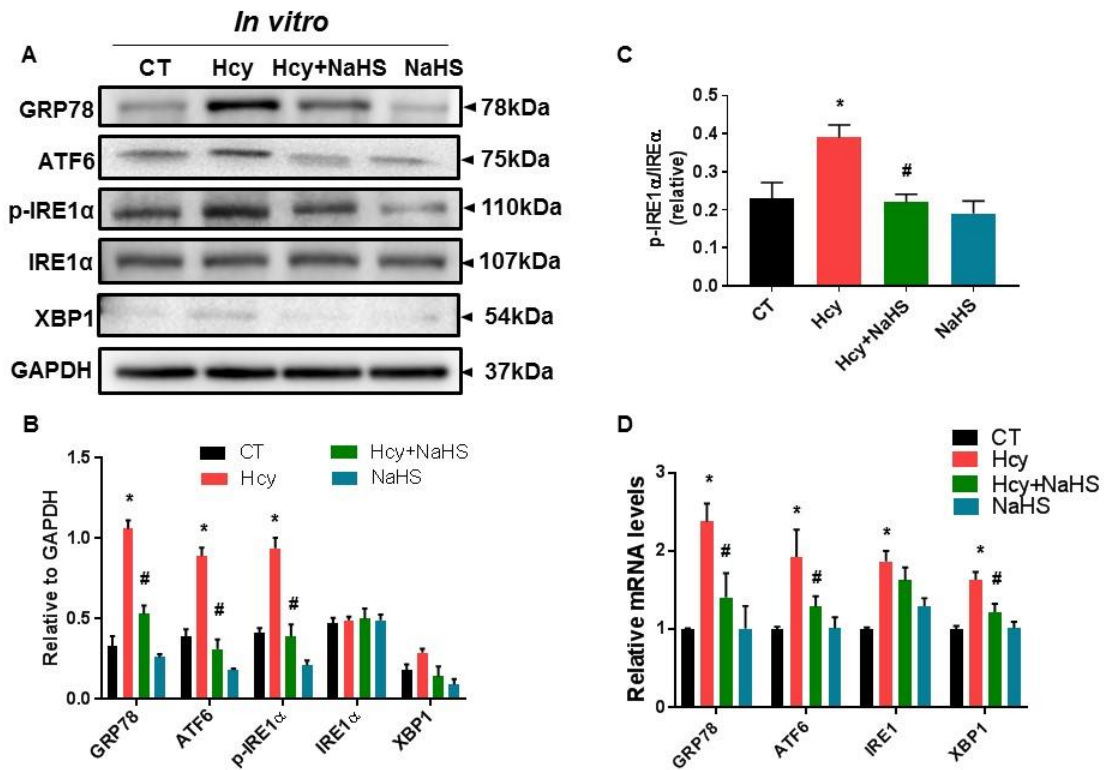 In vitro
A
CT Hcy Hcy+NaHS NaHS
GRP78 78kDa
ATF6 75kDa
p-IRE1α 110kDa
IRE1α 107kDa
XBP1 54kDa
GAPDH 37kDa
C
p-IRE1α/IREα
(relative)
0.5
0.4
0.3
0.2
0.1
0.0
*
#
CT Hcy Hcy+NaHS NaHS
B
CT Hcy+NaHS
Hcy NaHS
Relative to GAPDH
1.5
1.0
0.5
0.0
* * *
# # #
GRP78 ATF6 p-IRE1α IRE1α XBP1
D
CT
Hcy
Hcy+NaHS
NaHS
Relative mRNA levels
3
2
1
0
* * * *
# # #
GRP78 ATF6 IRE1 XBP1